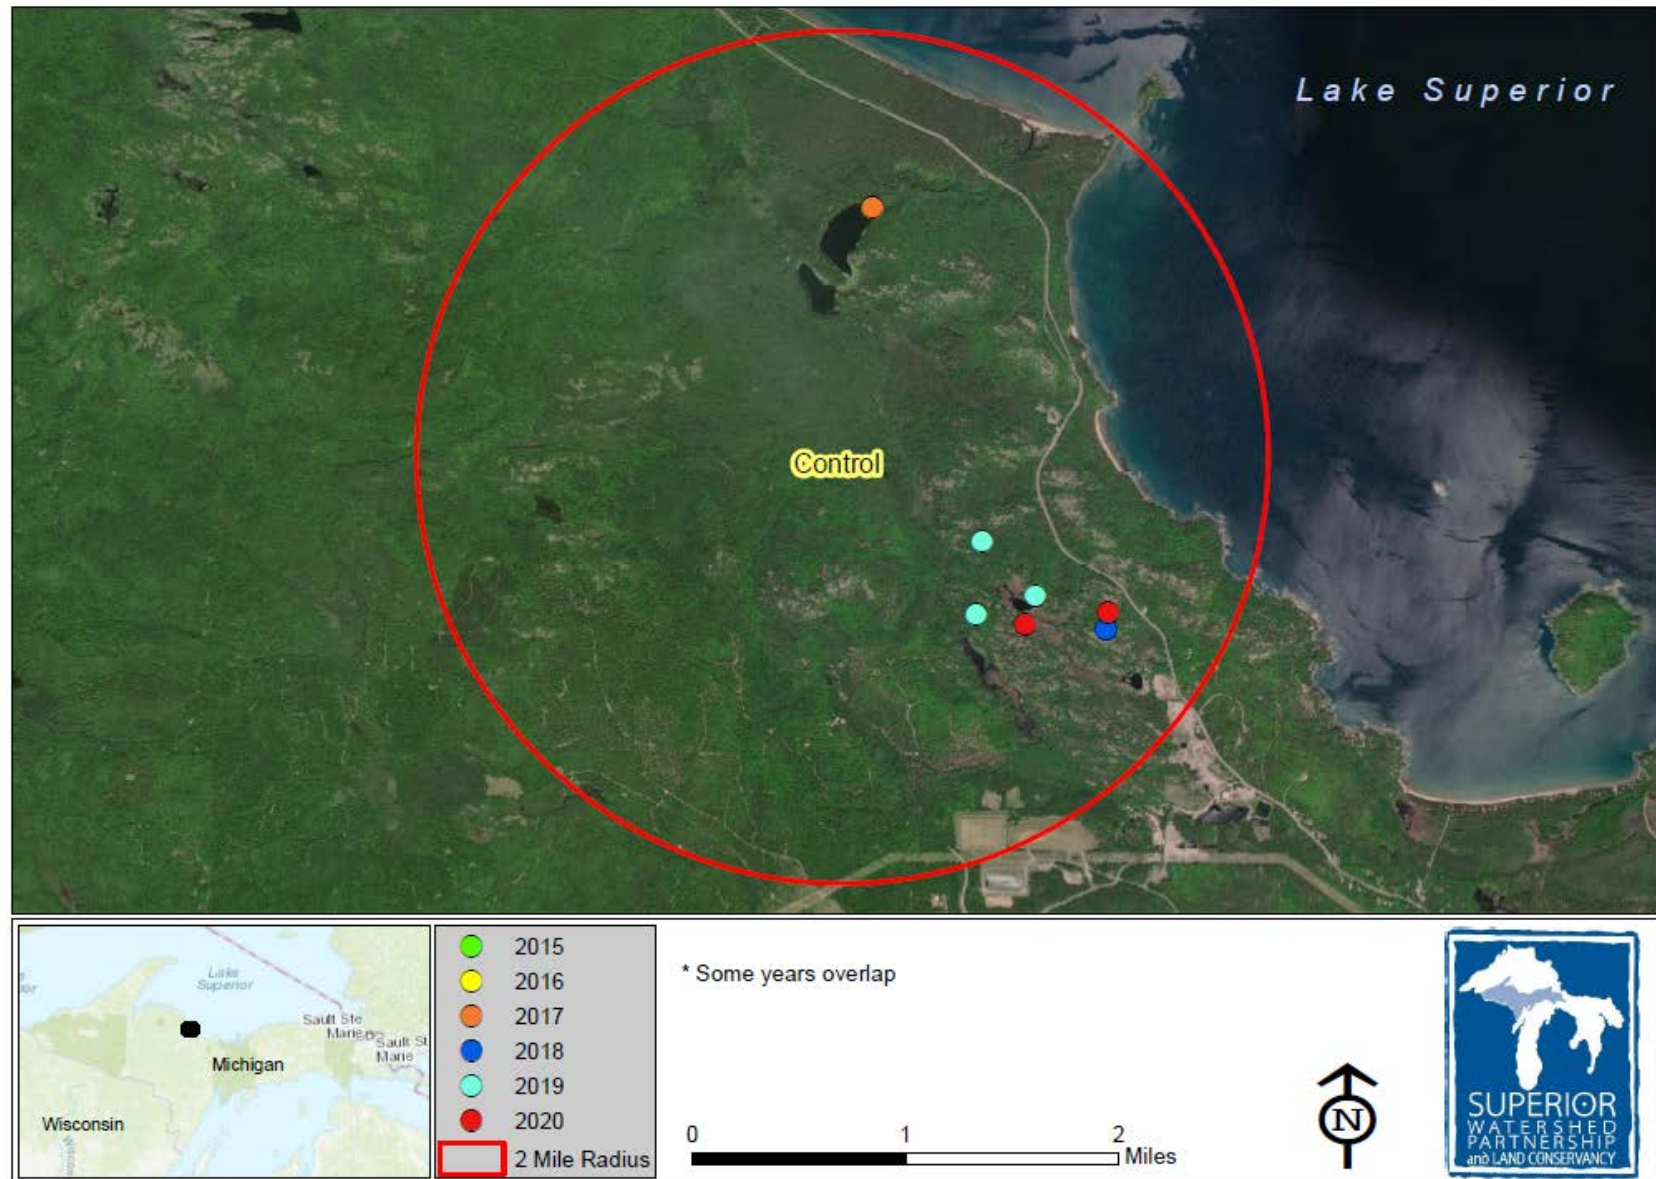 Lake Superior
Control
Lake
Superior
Sault Ste
Marie
Sault St
Marie
Michigan
Wisconsin
2015
2016
2017
2018
2019
2020
2 Mile Radius
* Some years overlap
0 1 2
Miles
N
SUPERIOR
WATERSHED
PARTNERSHIP
and LAND CONSERVANCY